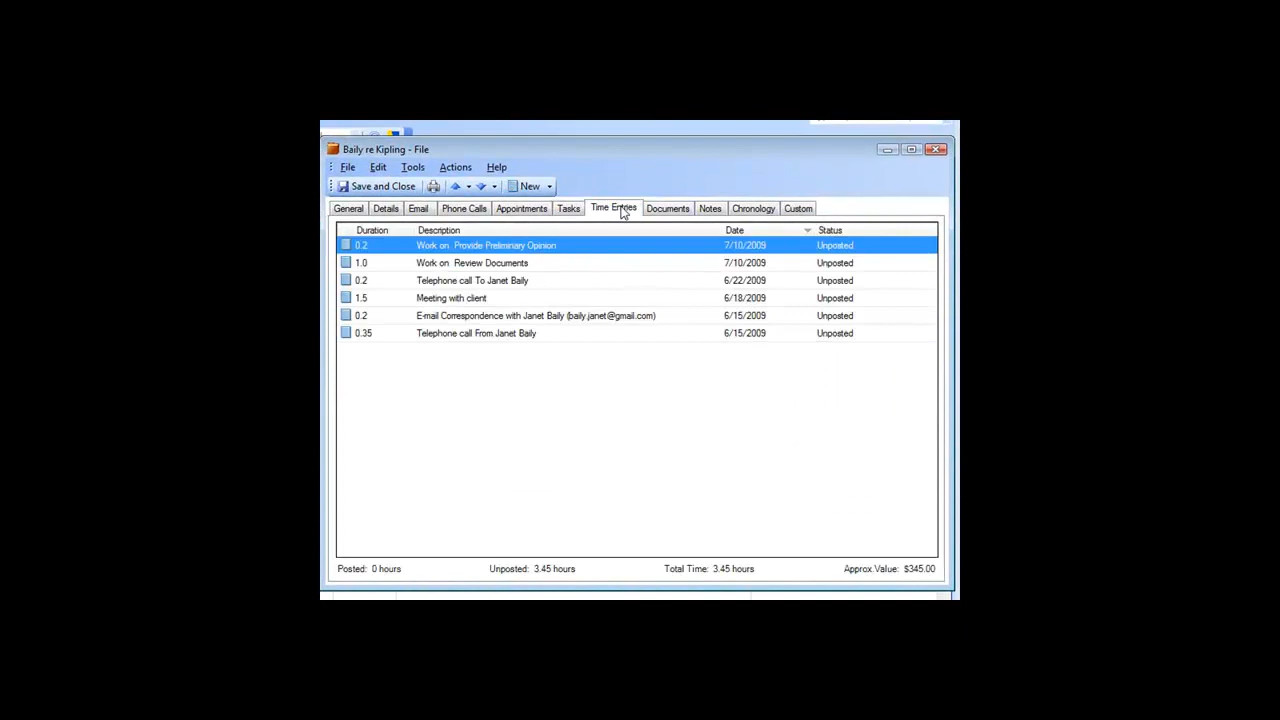 Baily re Kipling - File
File Edit Tools Actions Help
Save and Close New
General Details Email Phone Calls Appointments Tasks Time Entries Documents Notes Chronology Custom
Duration Description Date Status
0.2 Work on Provide Preliminary Opinion 7/10/2009 Unposted
1.0 Work on Review Documents 7/10/2009 Unposted
0.2 Telephone call To Janet Baily 6/22/2009 Unposted
1.5 Meeting with client 6/18/2009 Unposted
0.2 E-mail Correspondence with Janet Baily (baily.janet@gmail.com) 6/15/2009 Unposted
0.35 Telephone call From Janet Baily 6/15/2009 Unposted
Posted: 0 hours Unposted: 3.45 hours Total Time: 3.45 hours Approx.Value: $345.00